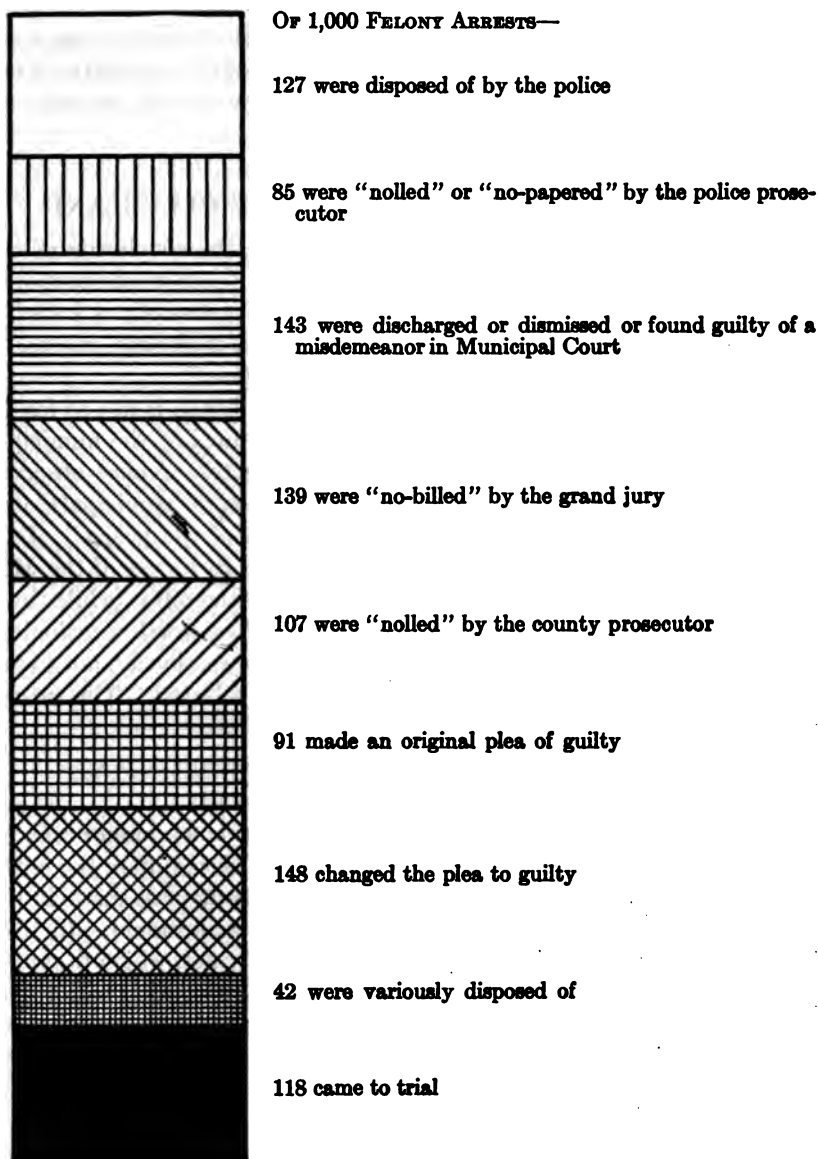 OF 1,000 FELONY ARRESTS—
127 were disposed of by the police
85 were “nolled” or “no-papered” by the police prose-
cutor
143 were discharged or dismissed or found guilty of a
misdemeanor in Municipal Court
139 were “no-billed” by the grand jury
107 were “nolled” by the county prosecutor
91 made an original plea of guilty
148 changed the plea to guilty
42 were variously disposed of
118 came to trial